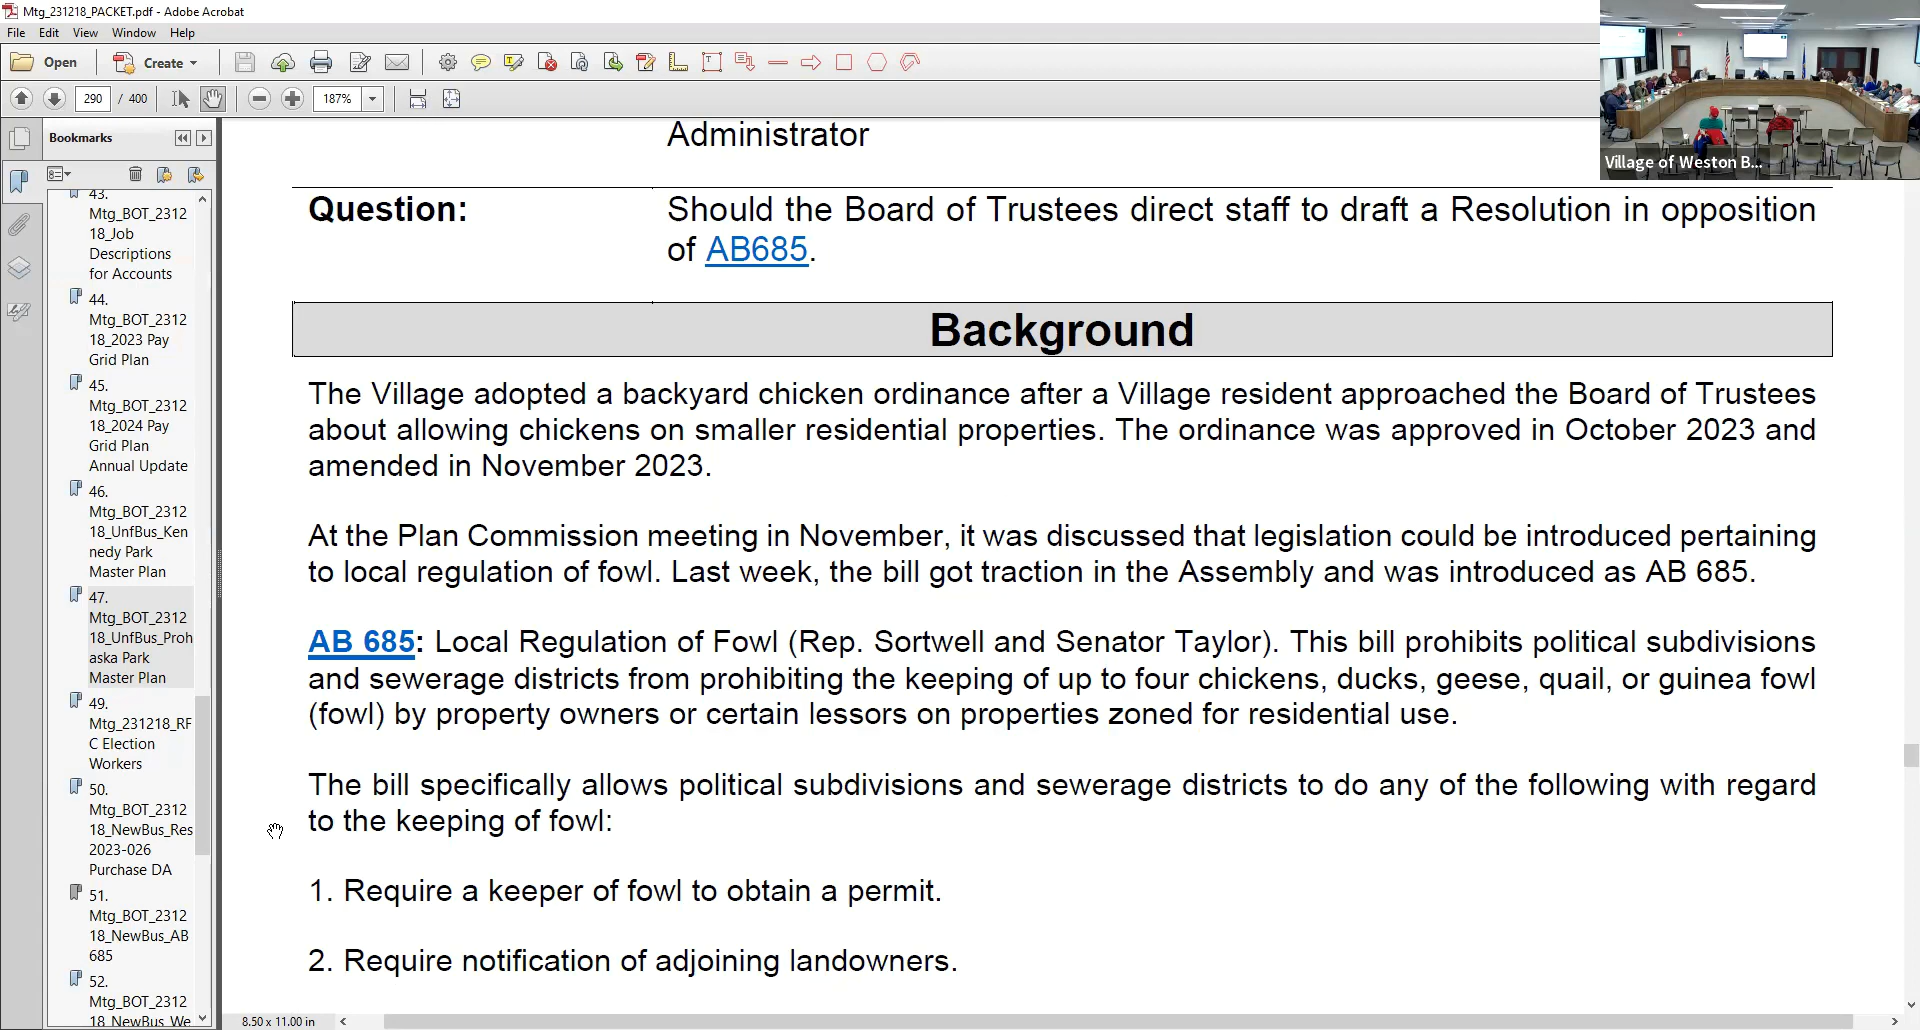 Mtg_231218_PACKET.pdf - Adobe Acrobat
File Edit View Window Help
Open
Create
290 / 400
187%
Bookmarks
43.
Mtg_BOT_2312
18_Job
Descriptions
for Accounts
44.
Mtg_BOT_2312
18_2023 Pay
Grid Plan
45.
Mtg_BOT_2312
18_2024 Pay
Grid Plan
Annual Update
46.
Mtg_BOT_2312
18_UnfBus_Ken
nedy Park
Master Plan
47.
Mtg_BOT_2312
18_UnfBus_Proh
aska Park
Master Plan
49.
Mtg_231218_RF
C Election
Workers
50.
Mtg_BOT_2312
18_NewBus_Res
2023-026
Purchase DA
51.
Mtg_BOT_2312
18_NewBus_AB
685
52.
Mtg_BOT_2312
18_NewBus_We
Administrator
Question: Should the Board of Trustees direct staff to draft a Resolution in opposition
of AB685.
Background
The Village adopted a backyard chicken ordinance after a Village resident approached the Board of Trustees
about allowing chickens on smaller residential properties. The ordinance was approved in October 2023 and
amended in November 2023.
At the Plan Commission meeting in November, it was discussed that legislation could be introduced pertaining
to local regulation of fowl. Last week, the bill got traction in the Assembly and was introduced as AB 685.
AB 685: Local Regulation of Fowl (Rep. Sortwell and Senator Taylor). This bill prohibits political subdivisions
and sewerage districts from prohibiting the keeping of up to four chickens, ducks, geese, quail, or guinea fowl
(fowl) by property owners or certain lessors on properties zoned for residential use.
The bill specifically allows political subdivisions and sewerage districts to do any of the following with regard
to the keeping of fowl:
1. Require a keeper of fowl to obtain a permit.
2. Require notification of adjoining landowners.
8.50 x 11.00 in
Village of Weston B...